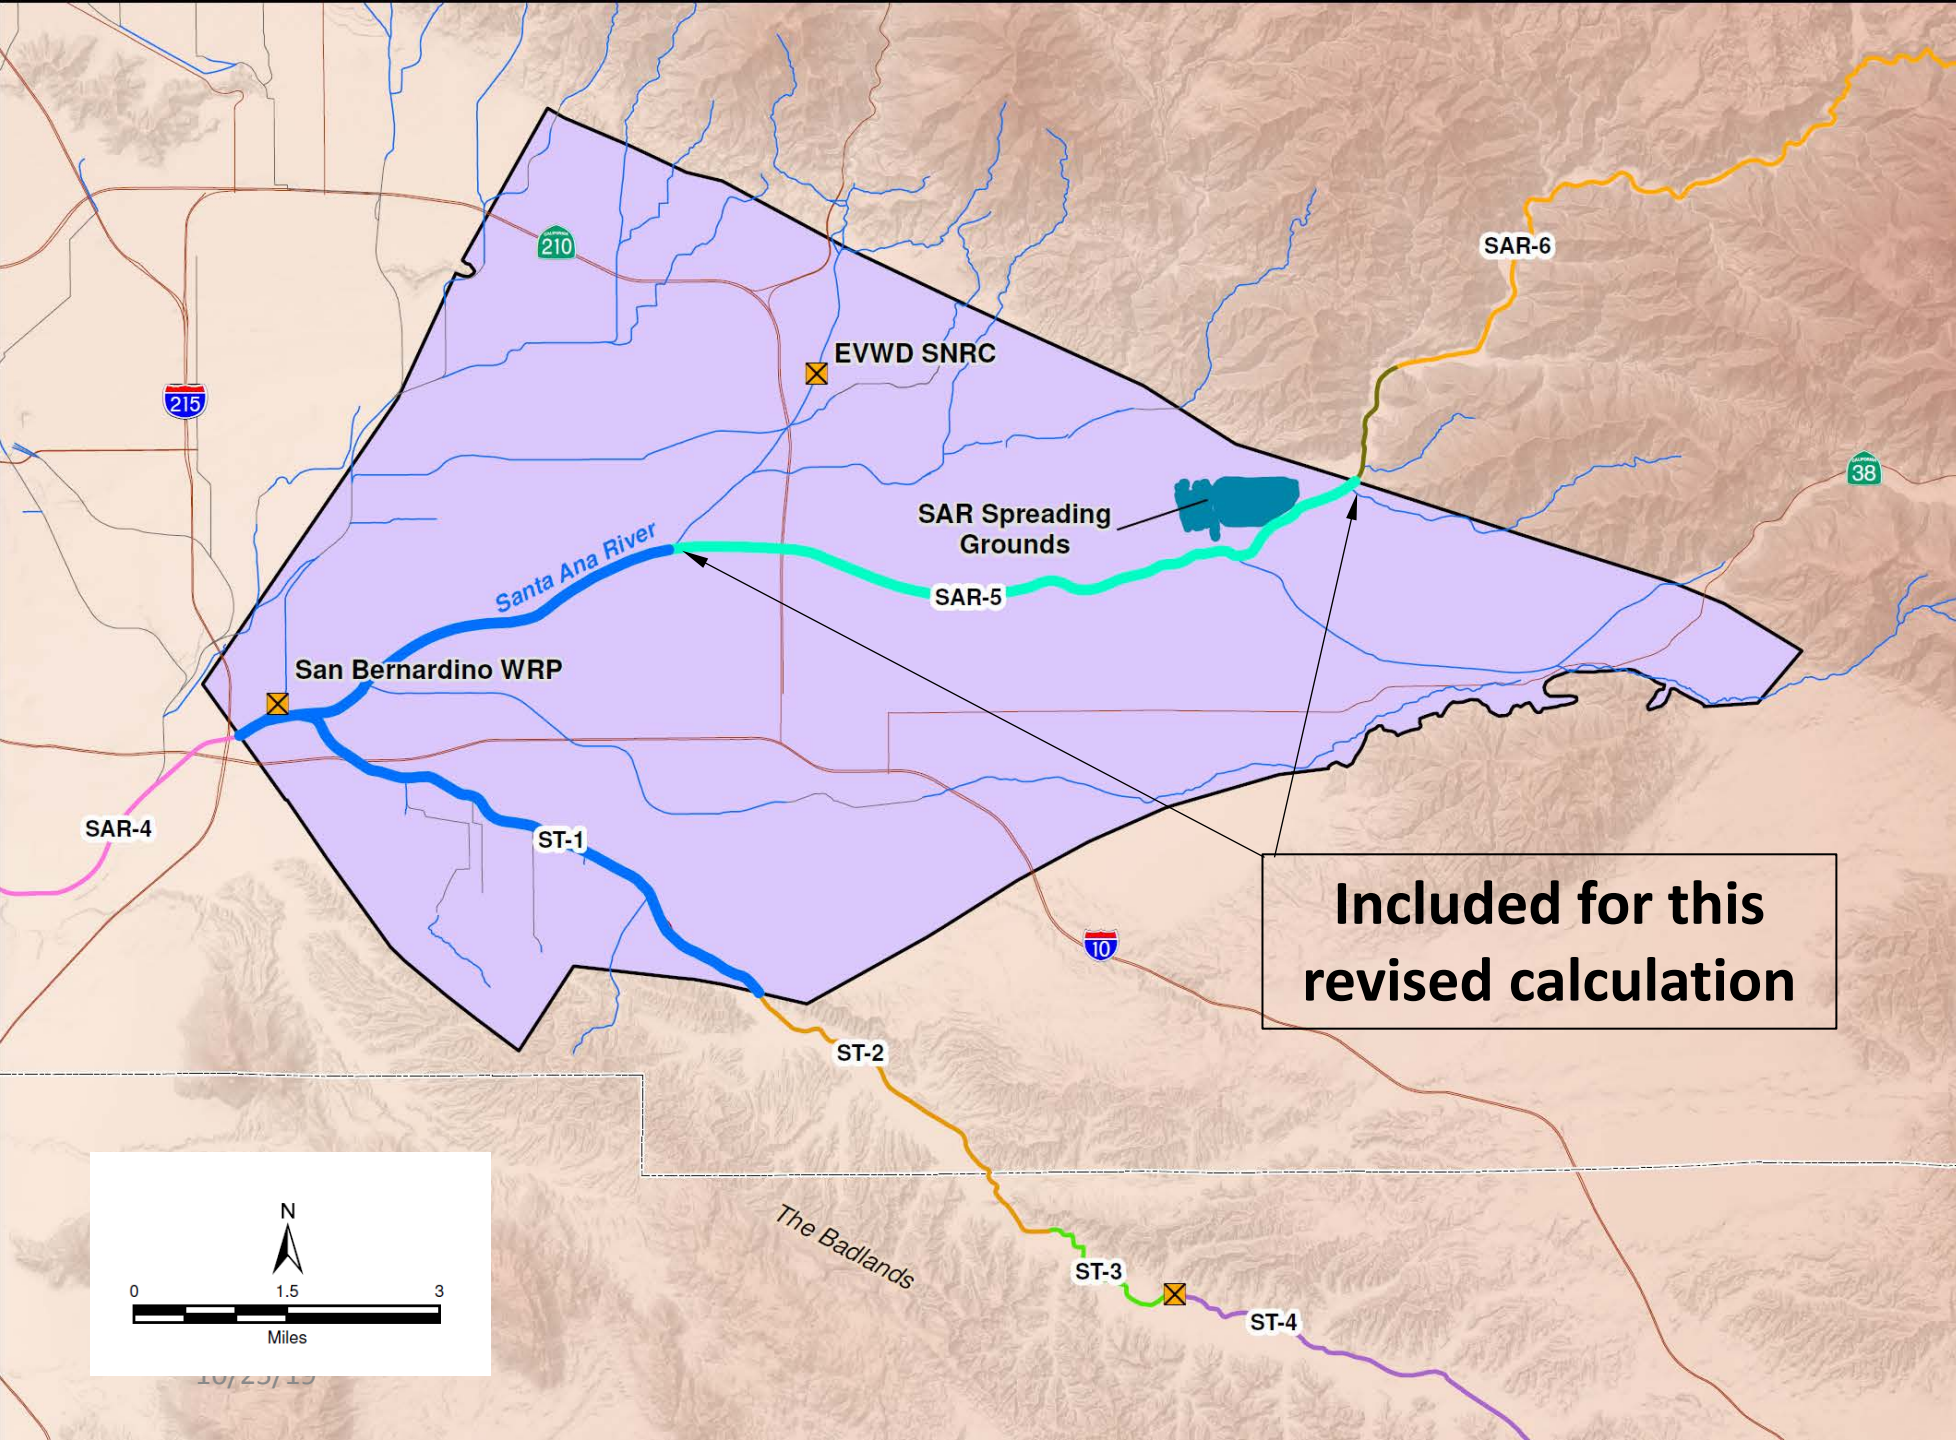 SAR-6
CALIFORNIA
210
EVWD SNRC
215
CALIFORNIA
38
SAR Spreading
Grounds
Santa Ana River
SAR-5
San Bernardino WRP
SAR-4
ST-1
Included for this
revised calculation
10
ST-2
The Badlands
ST-3
ST-4
N
0 1.5 3
Miles